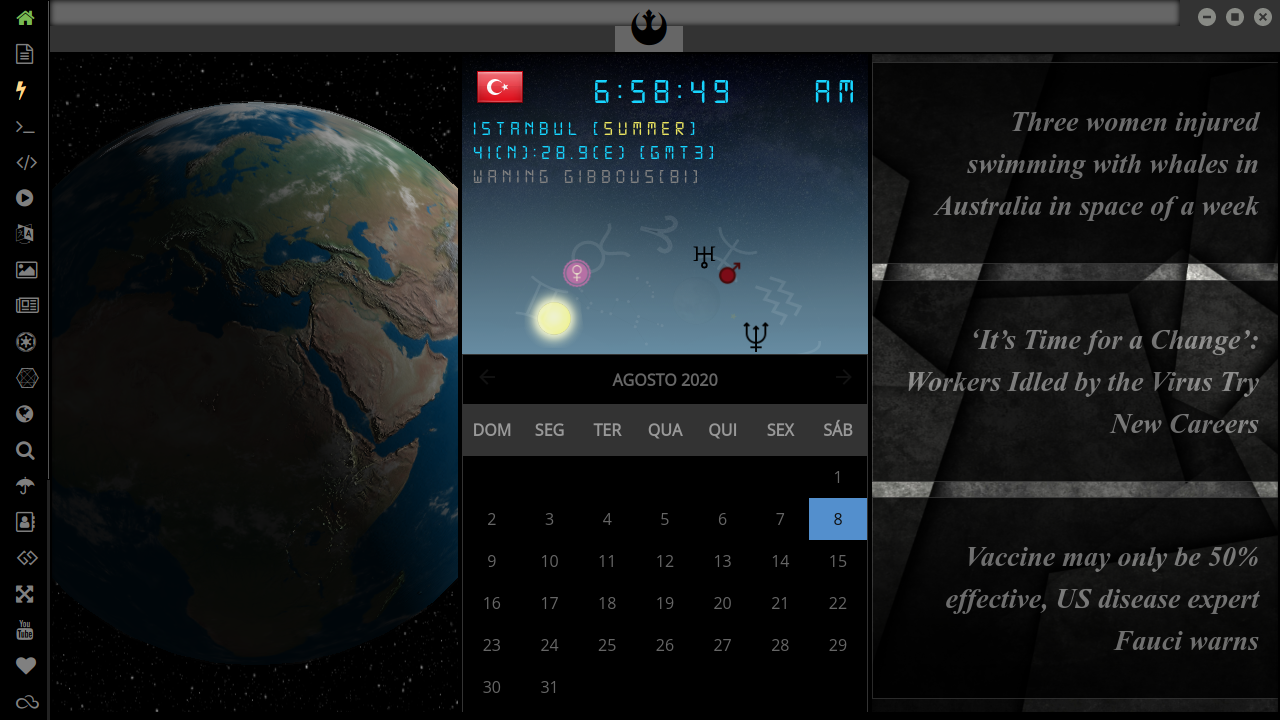 6:58:49 AM
ISTANBUL (SUMMER)
41(N):28.9(E) (GMT3)
WANING GIBBOUS(81)
AGOSTO 2020
DOM SEG TER QUA QUI SEX SÁB
1
2 3 4 5 6 7 8
9 10 11 12 13 14 15
16 17 18 19 20 21 22
23 24 25 26 27 28 29
30 31
Three women injured
swimming with whales in
Australia in space of a week
‘It’s Time for a Change’:
Workers Idled by the Virus Try
New Careers
Vaccine may only be 50%
effective, US disease expert
Fauci warns
You
Tube